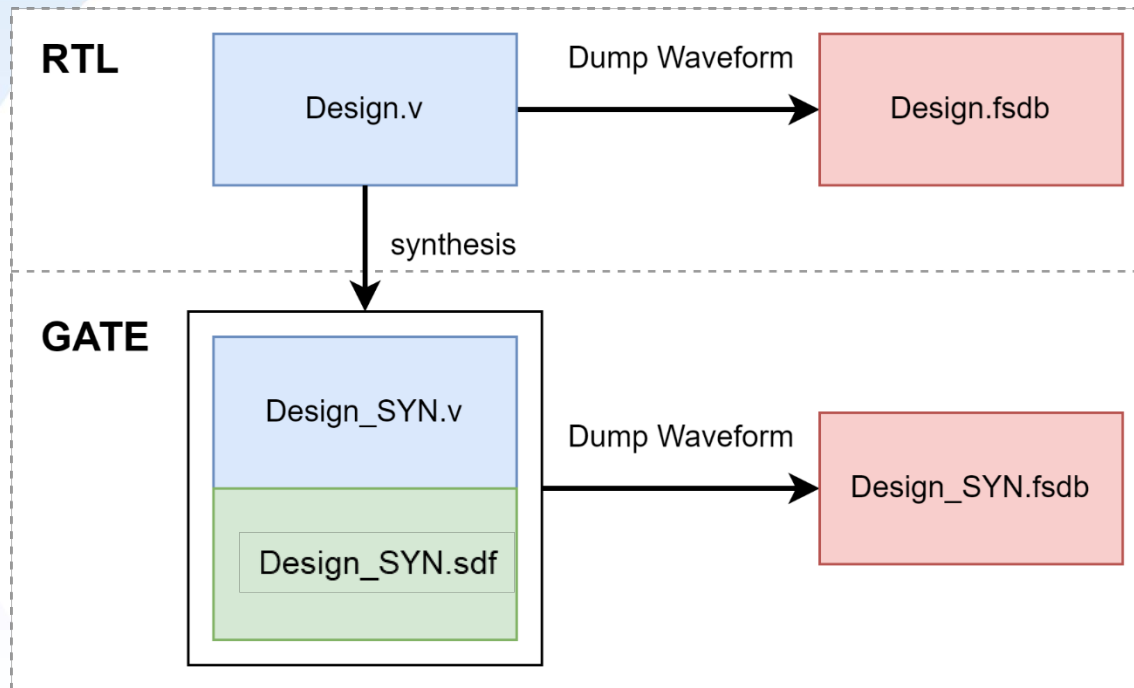 RTL
Design.v
Dump Waveform
Design.fsdb
synthesis
GATE
Design_SYN.v
Dump Waveform
Design_SYN.fsdb
Design_SYN.sdf